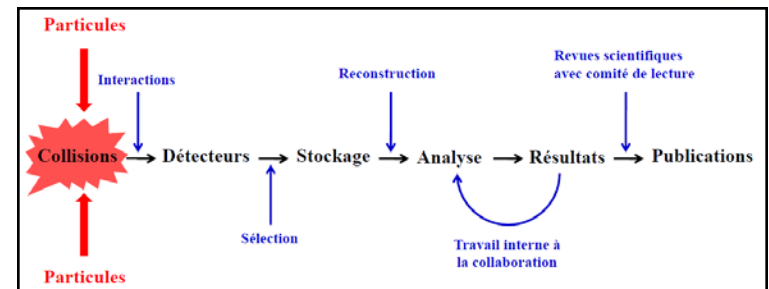 Particules
Revues scientifiques
avec comité de lecture
Interactions
Reconstruction
Collisions Détecteurs Stockage Analyse Résultats Publications
Sélection
Travail interne à
la collaboration
Particules